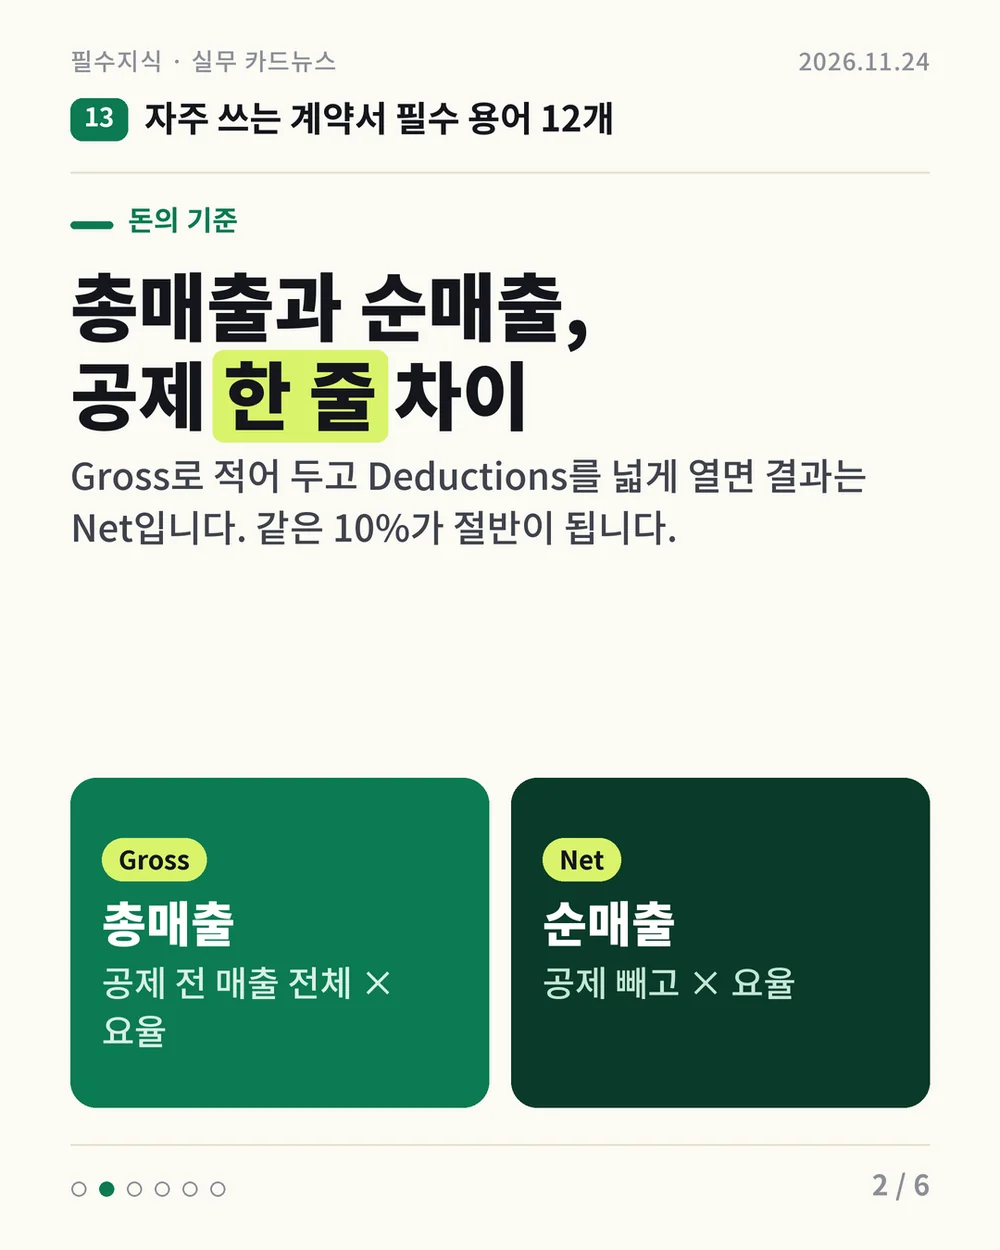 필수지식 · 실무 카드뉴스
2026.11.24
13 자주 쓰는 계약서 필수 용어 12개
돈의 기준
총매출과 순매출,
공제 한 줄 차이
Gross로 적어 두고 Deductions를 넓게 열면 결과는
Net입니다. 같은 10%가 절반이 됩니다.
Gross
총매출
공제 전 매출 전체 ×
요율
Net
순매출
공제 빼고 × 요율
2 / 6